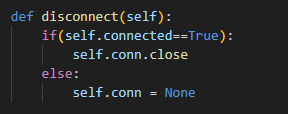 def disconnect(self):
    if(self.connected==True):
        self.conn.close
    else:
        self.conn = None